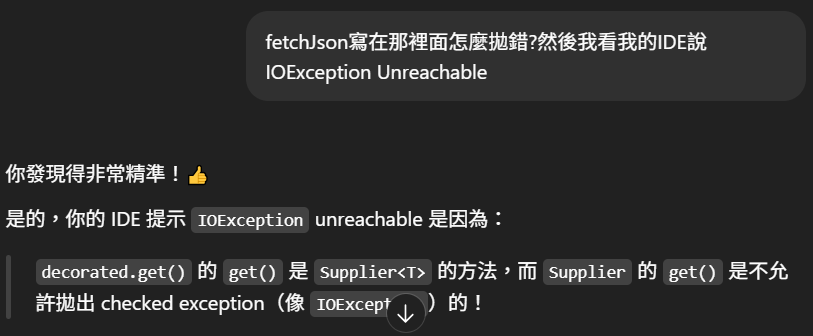 fetchJson寫在那裡面怎麼拋錯?然後我看我的IDE說
IOException Unreachable
你發現得非常精準！👍
是的，你的 IDE 提示 IOException unreachable 是因為：
decorated.get() 的 get() 是 Supplier<T> 的方法，而 Supplier 的 get() 是不允
許拋出 checked exception（像 IOExcept）的！